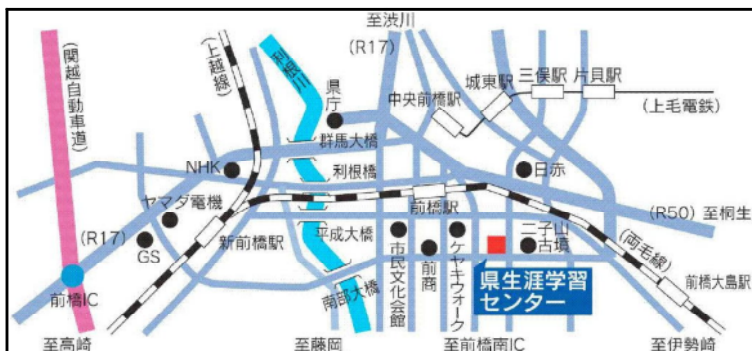 至渋川
(R17)
(関越自動車道)
(上越線)
利根川
県庁
中央前橋駅
城東駅
三俣駅
片貝駅
(上毛電鉄)
群馬大橋
NHK
利根橋
日赤
ヤマダ電機
前橋駅
(R50)至桐生
(R17)
GS
新前橋駅
平成大橋
市民文化会館
前商
ケヤキウォーク
二子山
古墳
(両毛線)
前橋IC
南部大橋
県生涯学習
センター
前橋大島駅
至高崎
至藤岡
至前橋南IC
至伊勢崎